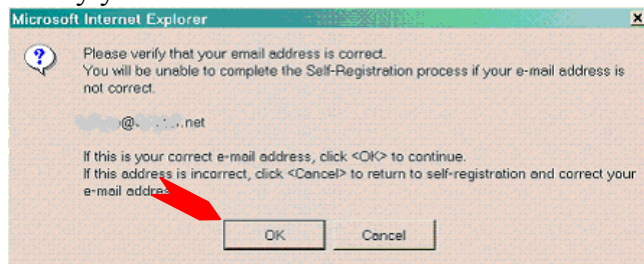 Microsoft Internet Explorer
Please verify that your email address is correct.
You will be unable to complete the Self-Registration process if your e-mail address is
not correct.
@ .net
If this is your correct e-mail address, click <OK> to continue.
If this address is incorrect, click <Cancel> to return to self-registration and correct your
e-mail
OK Cancel